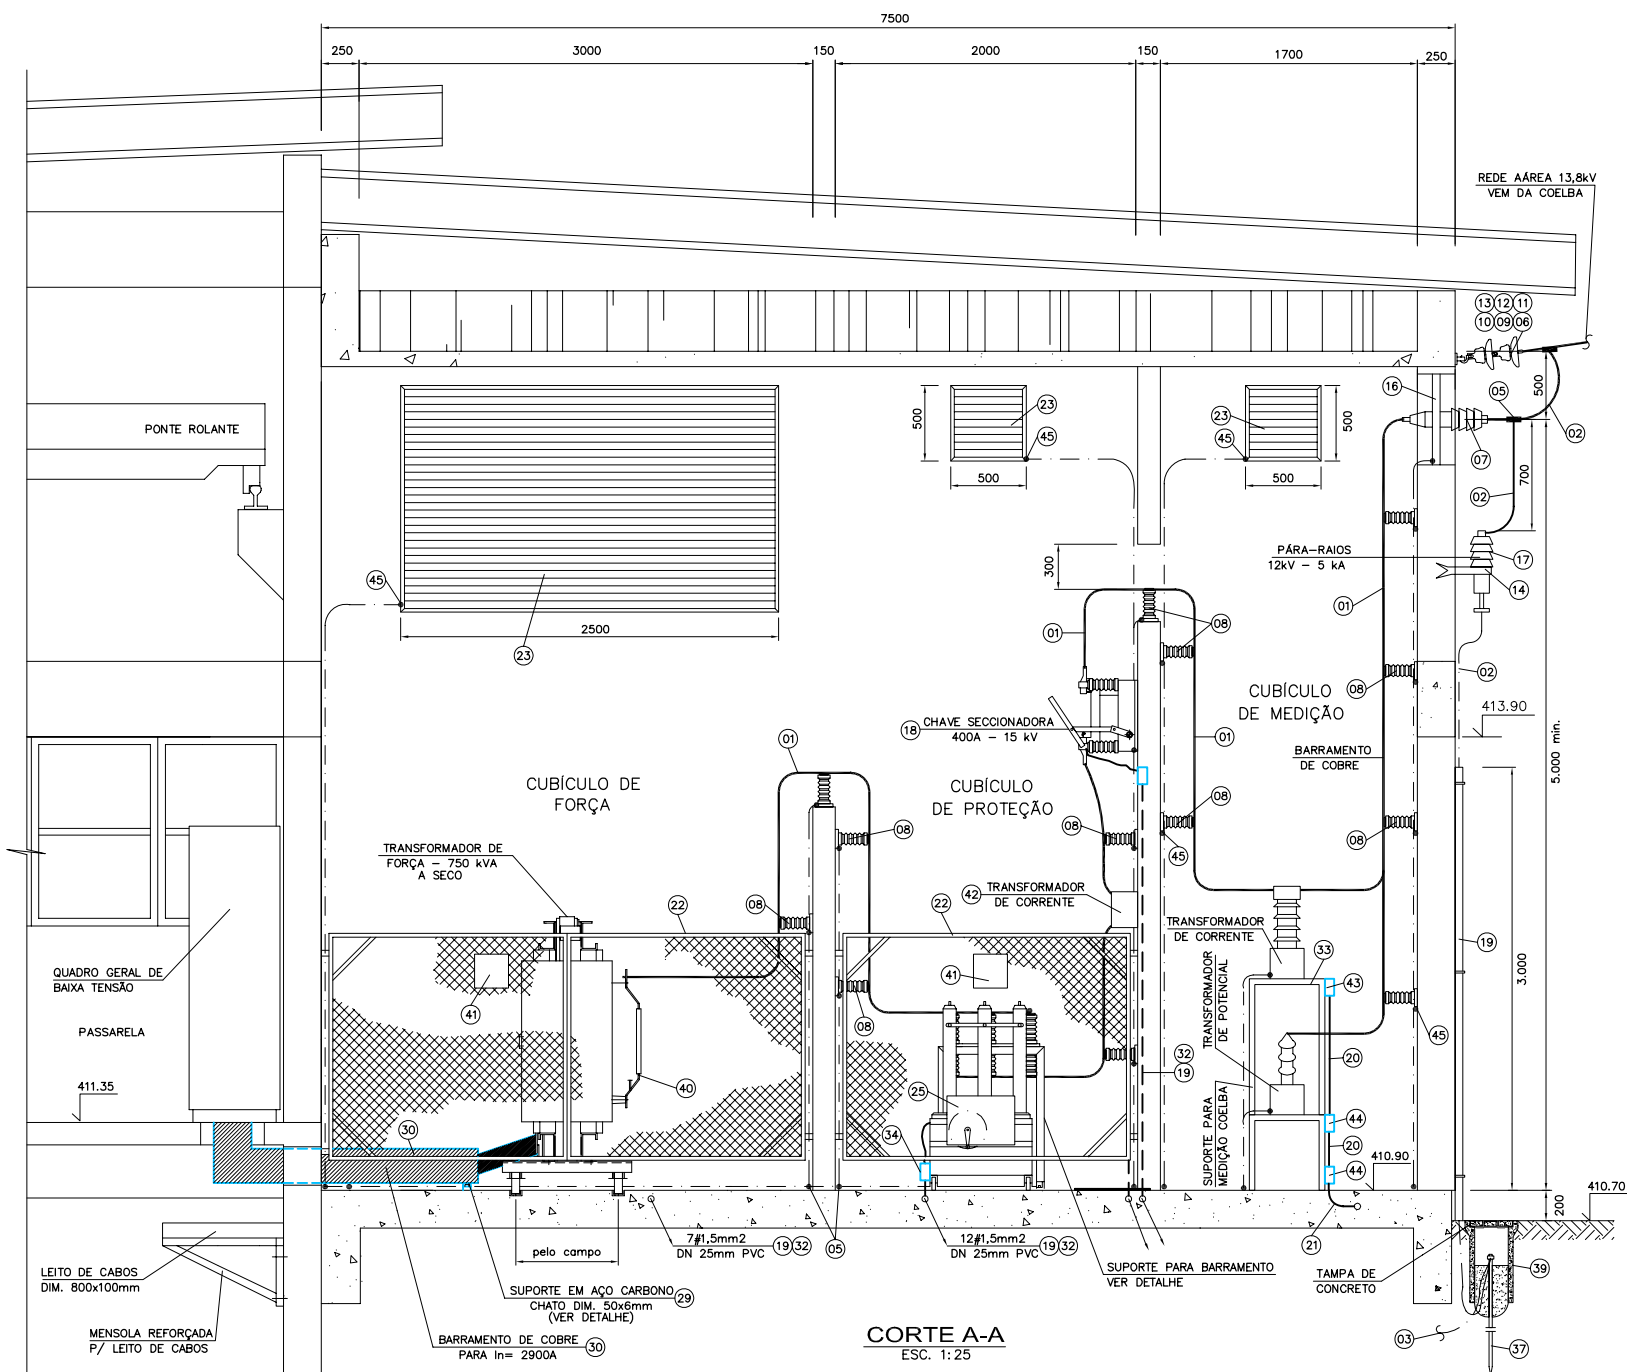 7500
250
3000
150
2000
150
1700
250
REDE AÁREA 13,8kV
VEM DA COELBA
13 12 11
10 09 06
16
05
500
02
07
PONTE ROLANTE
500
23
45
500
23
45
500
500
700
02
PÁRA-RAIOS
12kV - 5 kA
17
14
300
45
2500
23
01
01
08
02
08
CUBÍCULO
DE MEDIÇÃO
413.90
18
CHAVE SECCIONADORA
400A - 15 kV
01
01
BARRAMENTO
DE COBRE
5.000 min.
CUBÍCULO DE
FORÇA
CUBÍCULO
DE PROTEÇÃO
08
08
08
08
45
TRANSFORMADOR DE
FORÇA - 750 kVA
A SECO
42
TRANSFORMADOR
DE CORRENTE
22
08
22
TRANSFORMADOR
DE CORRENTE
19
3.000
QUADRO GERAL DE
BAIXA TENSÃO
41
41
33
43
TRANSFORMADOR
DE POTENCIAL
08
45
PASSARELA
32
19
20
411.35
40
25
SUPORTE PARA
MEDIÇÃO COELBA
44
30
34
20
44
410.90
410.70
200
7#1,5mm2
DN 25mm PVC
19 32
05
12#1,5mm2
DN 25mm PVC
19 32
21
pelo campo
LEITO DE CABOS
DIM. 800x100mm
SUPORTE EM AÇO CARBONO
CHATO DIM. 50x6mm
(VER DETALHE)
29
SUPORTE PARA BARRAMENTO
VER DETALHE
TAMPA DE
CONCRETO
39
MENSOLA REFORÇADA
P/ LEITO DE CABOS
BARRAMENTO DE COBRE
PARA In= 2900A
30
CORTE A-A
ESC. 1:25
03
37